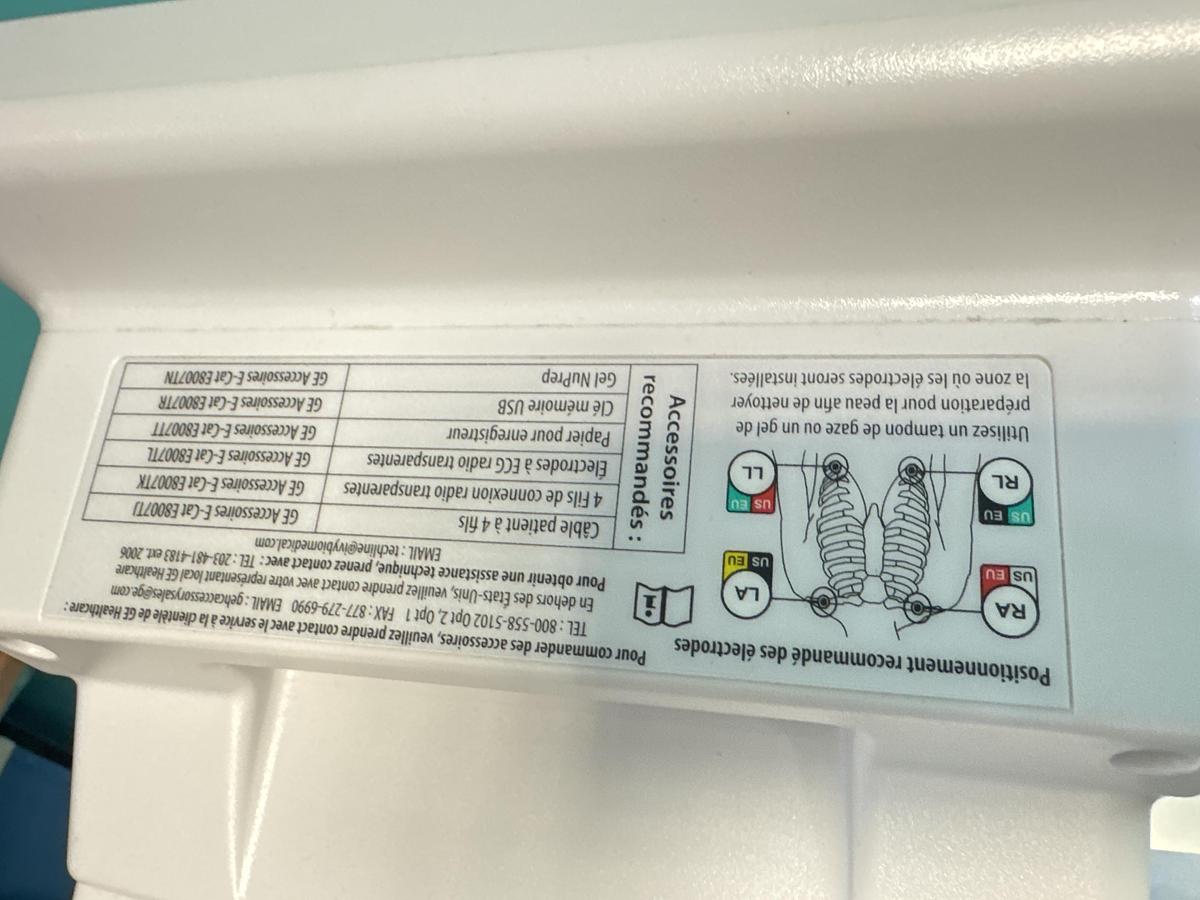 Positionnement recommandé des électrodes
RA
US EU
LA
US EU
RL
US EU
LL
US EU
Utilisez un tampon de gaze ou un gel de
préparation pour la peau afin de nettoyer
la zone où les électrodes seront installées.
Pour commander des accessoires, veuillez prendre contact avec le service à la clientèle de GE Healthcare :
TEL : 800-558-5102 Opt 2, Opt 1 FAX : 877-279-6990 EMAIL : gehcaccessorysales@ge.com
En dehors des États-Unis, veuillez prendre contact avec votre représentant local GE Healthcare
Pour obtenir une assistance technique, prenez contact avec : TEL : 203-481-4183 ext. 2006
EMAIL : techline@ivybiomedical.com
Accessoires
recommandés :
Câble patient à 4 fils GE Accessoires E-Cat E8007TJ
4 Fils de connexion radio transparentes GE Accessoires E-Cat E8007TK
Électrodes à ECG radio transparentes GE Accessoires E-Cat E8007TL
Papier pour enregistreur GE Accessoires E-Cat E8007TT
Clé mémoire USB GE Accessoires E-Cat E8007TR
Gel NuPrep GE Accessoires E-Cat E8007TN